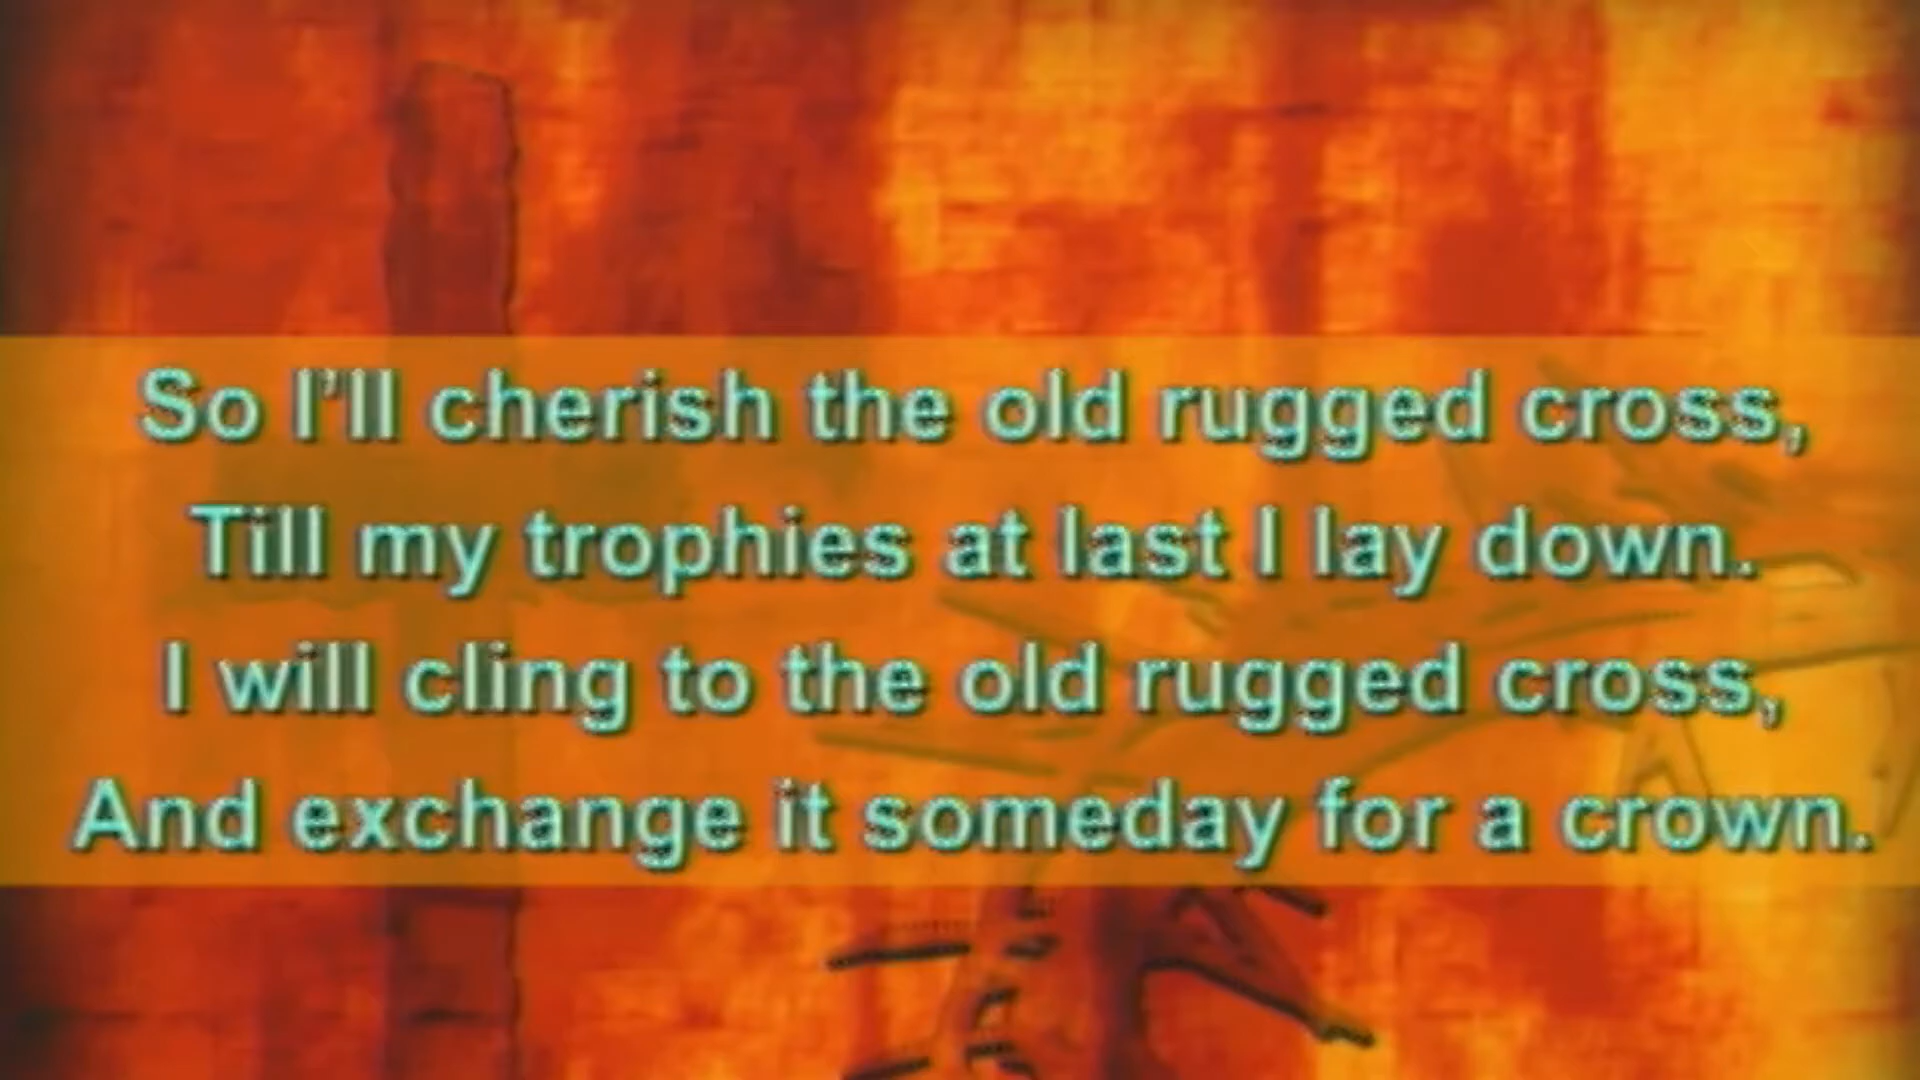 So I'll cherish the old rugged cross,
Till my trophies at last I lay down.
I will cling to the old rugged cross,
And exchange it someday for a crown.